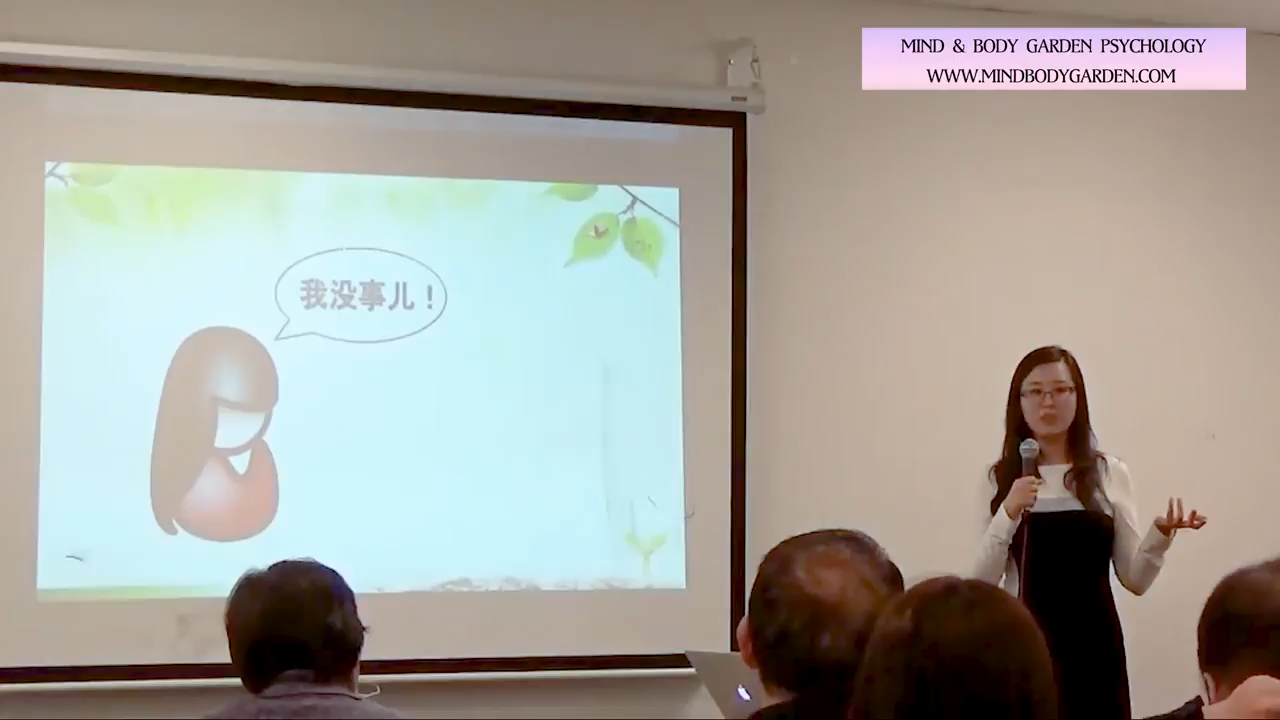 MIND & BODY GARDEN PSYCHOLOGY
WWW.MINDBODYGARDEN.COM
我没事儿！